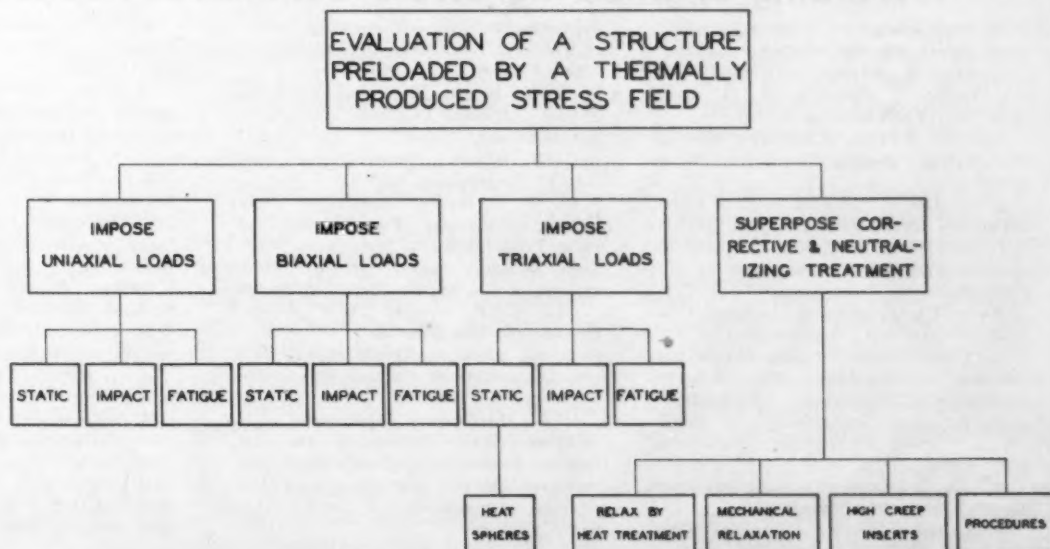 EVALUATION OF A STRUCTURE
PRELOADED BY A THERMALLY
PRODUCED STRESS FIELD
IMPOSE
UNIAXIAL LOADS
IMPOSE
BIAXIAL LOADS
IMPOSE
TRIAXIAL LOADS
SUPERPOSE COR-
RECTIVE & NEUTRAL-
IZING TREATMENT
STATIC
IMPACT
FATIGUE
STATIC
IMPACT
FATIGUE
STATIC
IMPACT
FATIGUE
HEAT
SPHERES
RELAX BY
HEAT TREATMENT
MECHANICAL
RELAXATION
HIGH CREEP
INSERTS
PROCEDURES